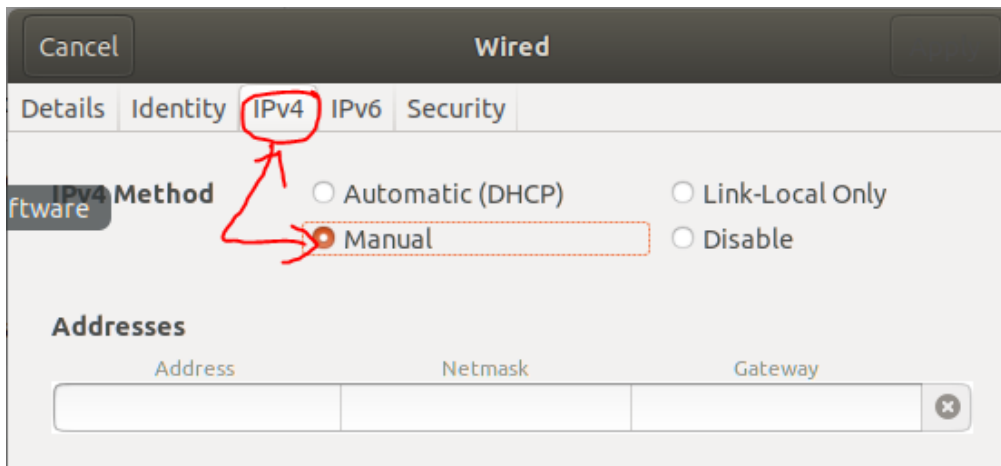 Cancel Wired
Details Identity IPv4 IPv6 Security
IPv4 Method Automatic (DHCP) Link-Local Only
ftware
Manual Disable
Addresses
Address Netmask Gateway